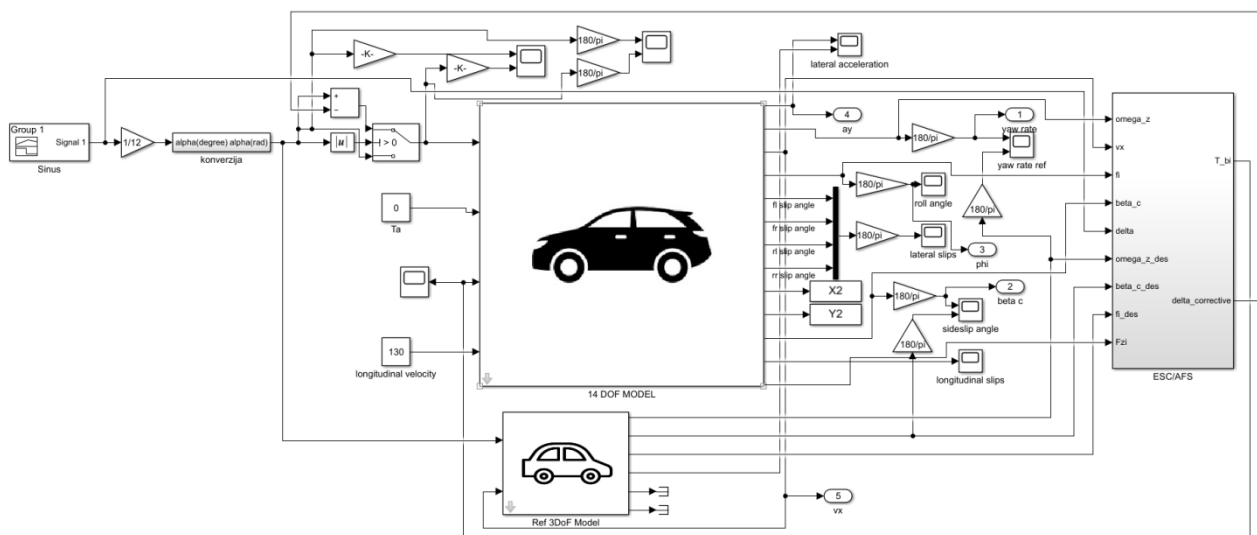 180/pi
-K-
-K-
180/pi
lateral acceleration
+
−
Group 1
Signal 1
Sinus
1/12
alpha(degree) alpha(rad)
konverzija
|u|
> 0
4
ay
1
yaw rate
180/pi
yaw rate ref
omega_z
vx
fi
beta_c
delta
omega_z_des
beta_c_des
fi_des
Fzi
T_bi
delta_corrective
ESC/AFS
0
Ta
180/pi
roll angle
180/pi
fl slip angle
fr slip angle
rl slip angle
rr slip angle
180/pi
lateral slips
3
phi
X2
Y2
180/pi
2
beta c
sideslip angle
180/pi
130
longitudinal velocity
longitudinal slips
14 DOF MODEL
Ref 3DoF Model
5
vx